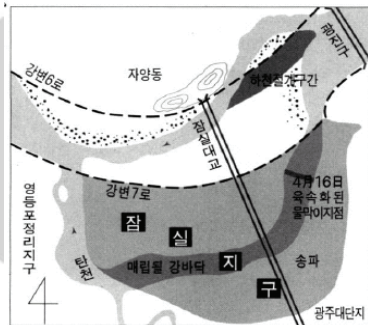 강변6로
자양동
하천절개구간
광진교
잠실대교
강변7로
4月16日
육속화된
물막이지점
영등포정리지구
탄천
잠
실
지
구
매립될 강바닥
송파
광주대단지